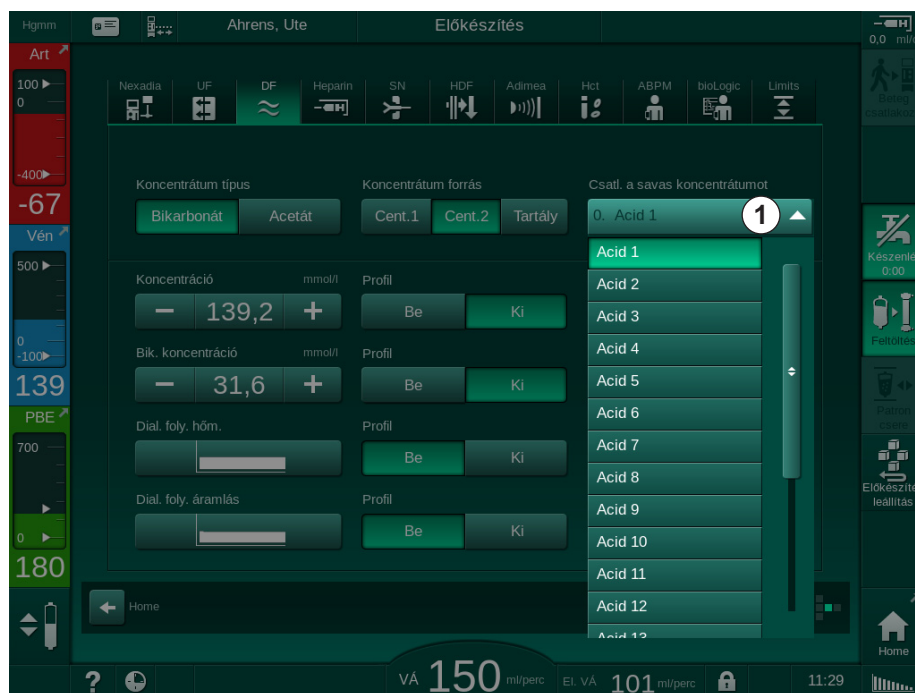 Hgmm Ahrens, Ute Előkészítés
0,0
Art
100
0
-400
-67
Vén
500
0
-100
139
PBE
700
0
180
Nexadia UF DF Heparin SN HDF Adimea Hct ABPM bioLogic Limits
Koncentrátum típus Koncentrátum forrás Csatl. a savas koncentrátumot
Bikarbonát Acetát Cent.1 Cent.2 Tartály 0. Acid 1 1
Koncentráció mmol/l Profil
139,2 Be Ki
Bik. koncentráció mmol/l Profil
31,6 Be Ki
Dial. foly. hőm. Profil
Be Ki
Dial. foly. áramlás Profil
Be Ki
Acid 1
Acid 2
Acid 3
Acid 4
Acid 5
Acid 6
Acid 7
Acid 8
Acid 9
Acid 10
Acid 11
Acid 12
Acid 13
Beteg
csatlakoz
Készenlé
0:00
Feltöltés
Patron
csere
Előkészíté
leállítás
Home
Home
? VÁ 150 ml/perc El. VÁ 101 ml/perc 11:29